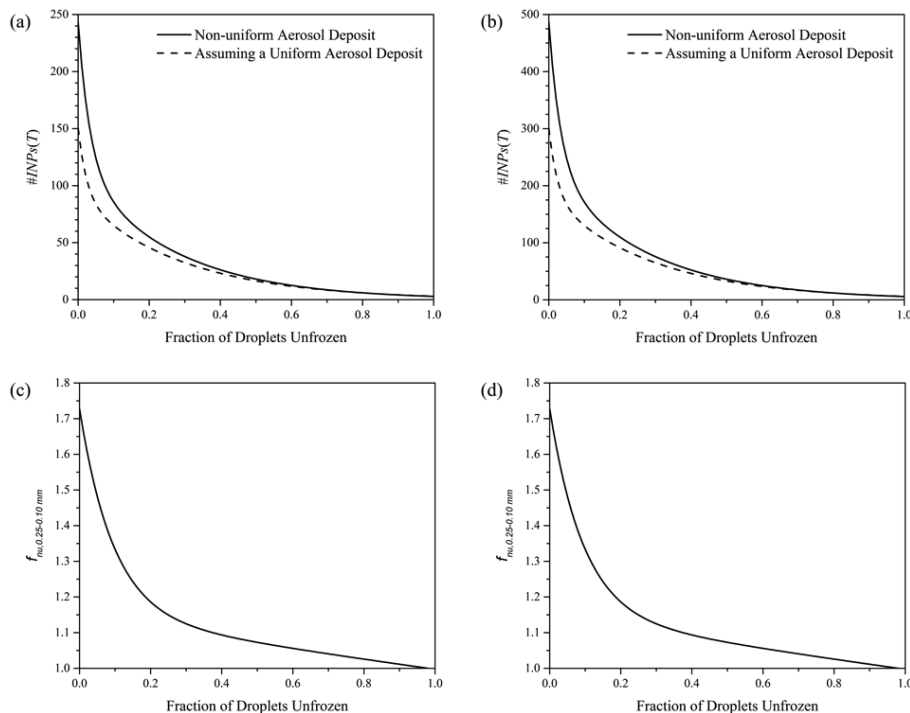 (a)
250
200
150
100
50
0
#INPs(T)
Non-uniform Aerosol Deposit
Assuming a Uniform Aerosol Deposit
0.0 0.2 0.4 0.6 0.8 1.0
Fraction of Droplets Unfrozen
(b)
500
400
300
200
100
0
#INPs(T)
Non-uniform Aerosol Deposit
Assuming a Uniform Aerosol Deposit
0.0 0.2 0.4 0.6 0.8 1.0
Fraction of Droplets Unfrozen
(c)
1.8
1.7
1.6
1.5
1.4
1.3
1.2
1.1
1.0
fnu,0.25-0.10 mm
0.0 0.2 0.4 0.6 0.8 1.0
Fraction of Droplets Unfrozen
(d)
1.8
1.7
1.6
1.5
1.4
1.3
1.2
1.1
1.0
fnu,0.25-0.10 mm
0.0 0.2 0.4 0.6 0.8 1.0
Fraction of Droplets Unfrozen